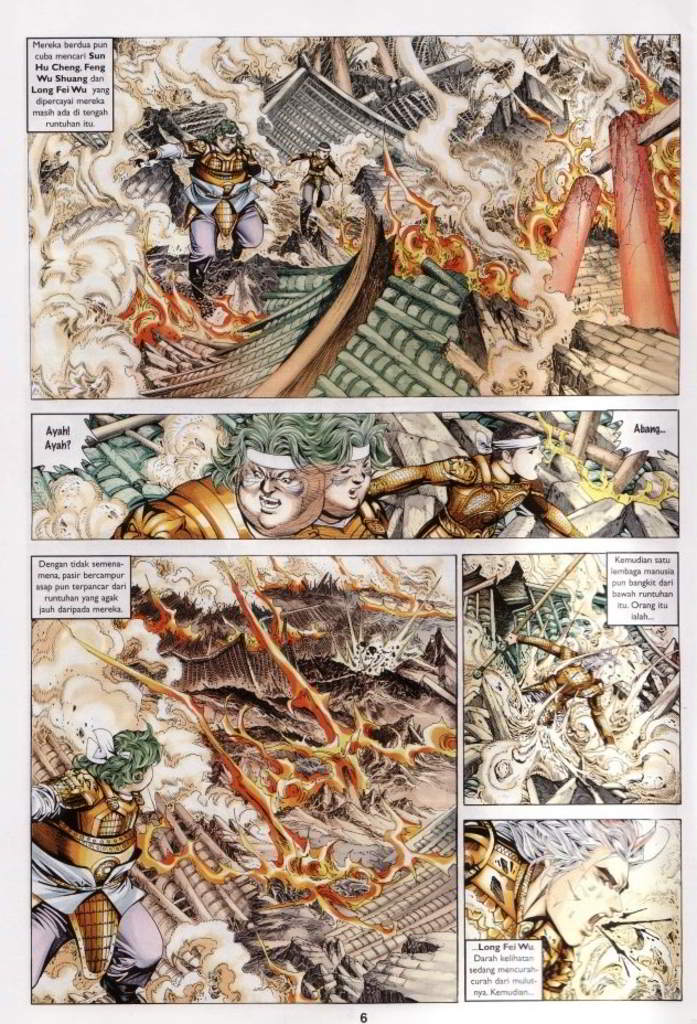 Mereka berdua pun
cuba mencari Sun
Hu Cheng, Feng
Wu Shuang dan
Long Fei Wu yang
dipercayai mereka
masih ada di tengah
runtuhan itu.
Ayah!
Ayah?
Abang...
Dengan tidak semena-
mena, pasir bercampur
asap pun terpancar dari
runtuhan yang agak
jauh daripada mereka.
Kemudian satu
lembaga manusia
pun bangkit dari
bawah runtuhan
itu. Orang itu
ialah...
...Long Fei Wu.
Darah kelihatan
sedang mencurah-
curah dari mulut-
nya. Kemudian...
6